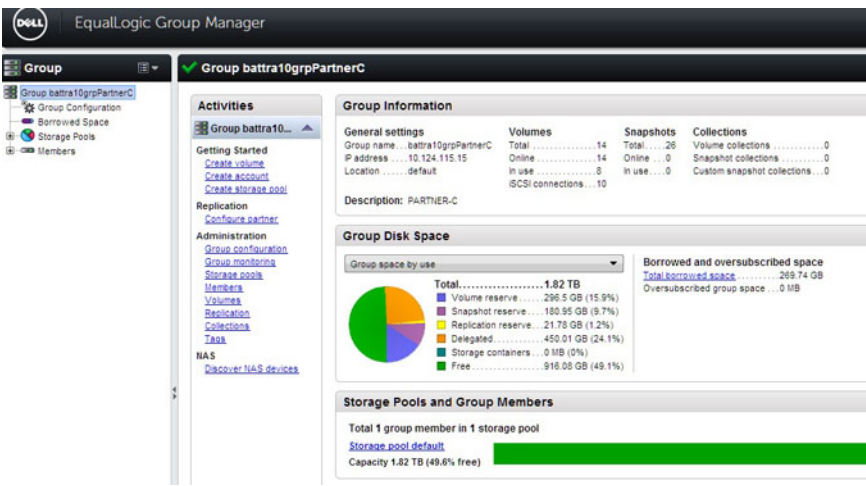 DELL
EqualLogic Group Manager
Group
Group battra10grpPartnerC
Group Configuration
Borrowed Space
Storage Pools
Members
Group battra10grpPartnerC
Activities
Group battra10...
Getting Started
Create volume
Create account
Create storage pool
Replication
Configure partner
Administration
Group configuration
Group monitoring
Storage pools
Members
Volumes
Replication
Collections
Tags
NAS
Discover NAS devices
Group Information
General settings
Group name...battra10grpPartnerC
IP address .....10.124.115.15
Location .......default
Volumes
Total ................14
Online ...............14
In use ................8
iSCSI connections...10
Snapshots
Total.....26
Online ...0
In use....0
Collections
Volume collections ............0
Snapshot collections ..........0
Custom snapshot collections...0
Description: PARTNER-C
Group Disk Space
Group space by use
Total....................1.82 TB
Volume reserve......296.5 GB (15.9%)
Snapshot reserve....180.95 GB (9.7%)
Replication reserve...21.78 GB (1.2%)
Delegated...............450.01 GB (24.1%)
Storage containers...0 MB (0%)
Free.....................916.08 GB (49.1%)
Borrowed and oversubscribed space
Total borrowed space..........269.74 GB
Oversubscribed group space ...0 MB
Storage Pools and Group Members
Total 1 group member in 1 storage pool
Storage pool default
Capacity 1.82 TB (49.6% free)